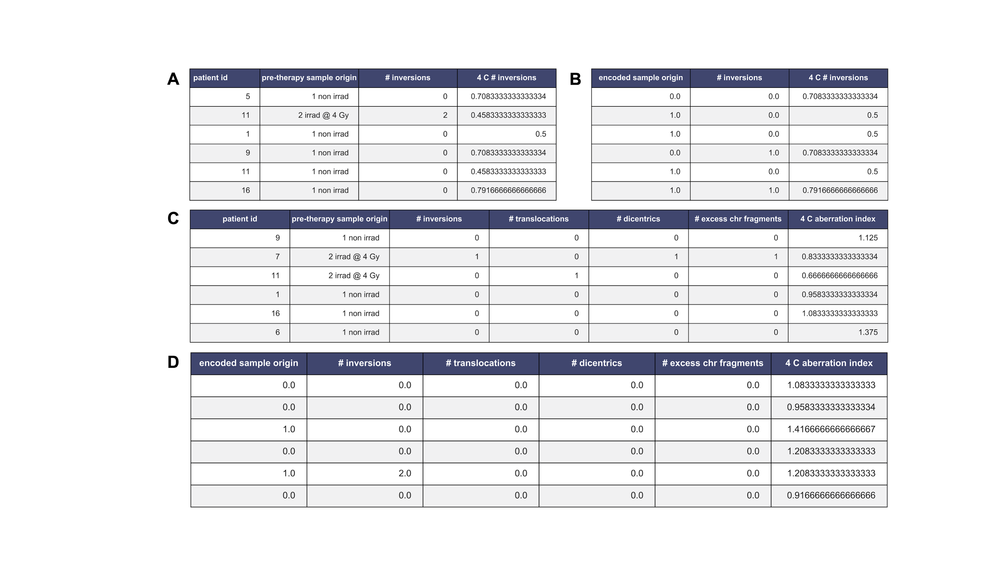 A
patient id pre-therapy sample origin # inversions 4 C # inversions
5 1 non irrad 0 0.7083333333333334
11 2 irrad @ 4 Gy 2 0.4583333333333333
1 1 non irrad 0 0.5
9 1 non irrad 0 0.7083333333333334
11 1 non irrad 0 0.4583333333333333
16 1 non irrad 0 0.7916666666666666
B
encoded sample origin # inversions 4 C # inversions
0.0 0.0 0.7083333333333334
1.0 0.0 0.5
1.0 0.0 0.5
0.0 1.0 0.7083333333333334
1.0 0.0 0.5
1.0 1.0 0.7916666666666666
C
patient id pre-therapy sample origin # inversions # translocations # dicentrics # excess chr fragments 4 C aberration index
9 1 non irrad 0 0 0 0 1.125
7 2 irrad @ 4 Gy 1 0 1 1 0.8333333333333334
11 2 irrad @ 4 Gy 0 1 0 0 0.6666666666666666
1 1 non irrad 0 0 0 0 0.9583333333333334
16 1 non irrad 0 0 0 0 1.0833333333333333
6 1 non irrad 0 0 0 0 1.375
D
encoded sample origin # inversions # translocations # dicentrics # excess chr fragments 4 C aberration index
0.0 0.0 0.0 0.0 0.0 1.0833333333333333
0.0 0.0 0.0 0.0 0.0 0.9583333333333334
1.0 0.0 0.0 0.0 0.0 1.4166666666666667
0.0 0.0 0.0 0.0 0.0 1.2083333333333333
1.0 2.0 0.0 0.0 0.0 1.2083333333333333
0.0 0.0 0.0 0.0 0.0 0.9166666666666666